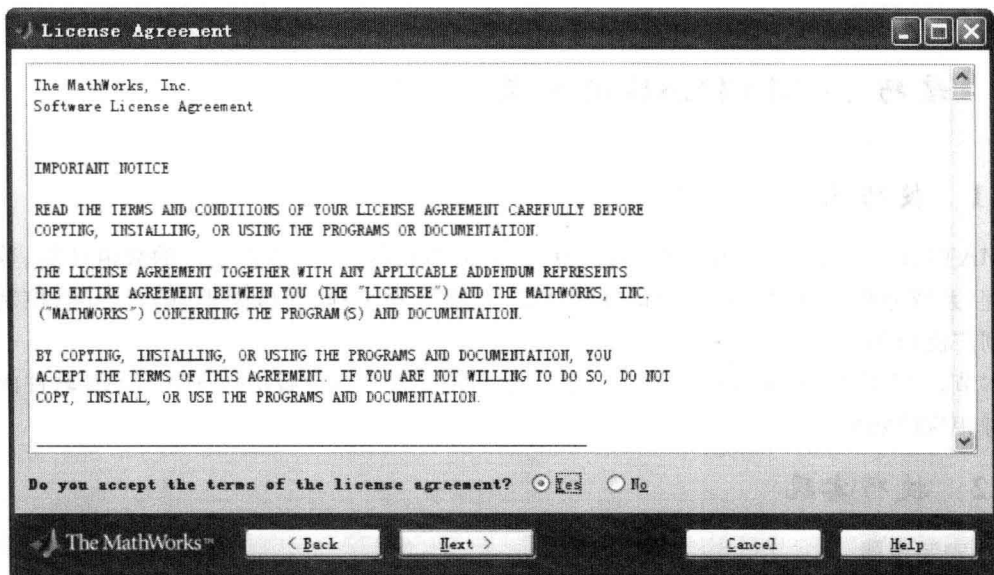 License Agreement
The MathWorks, Inc.
Software License Agreement
IMPORTANT NOTICE
READ THE TERMS AND CONDITIONS OF YOUR LICENSE AGREEMENT CAREFULLY BEFORE
COPYING, INSTALLING, OR USING THE PROGRAMS OR DOCUMENTATION.
THE LICENSE AGREEMENT TOGETHER WITH ANY APPLICABLE ADDENDUM REPRESENTS
THE ENTIRE AGREEMENT BETWEEN YOU (THE "LICENSEE") AND THE MATHWORKS, INC.
("MATHWORKS") CONCERNING THE PROGRAM(S) AND DOCUMENTATION.
BY COPYING, INSTALLING, OR USING THE PROGRAMS AND DOCUMENTATION, YOU
ACCEPT THE TERMS OF THIS AGREEMENT. IF YOU ARE NOT WILLING TO DO SO, DO NOT
COPY, INSTALL, OR USE THE PROGRAMS AND DOCUMENTATION.
Do you accept the terms of the license agreement? Yes No
The MathWorks™ < Back Next > Cancel Help